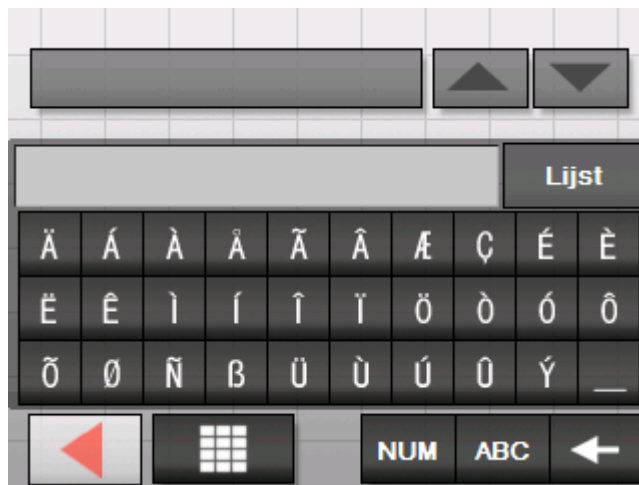 Lijst
Ä Á À Å Ã Â Æ Ç É È
Ë Ê Ì Í Î Ï Ö Ò Ó Ô
Õ Ø Ñ ß Ü Ù Ú Û Ý _
NUM ABC